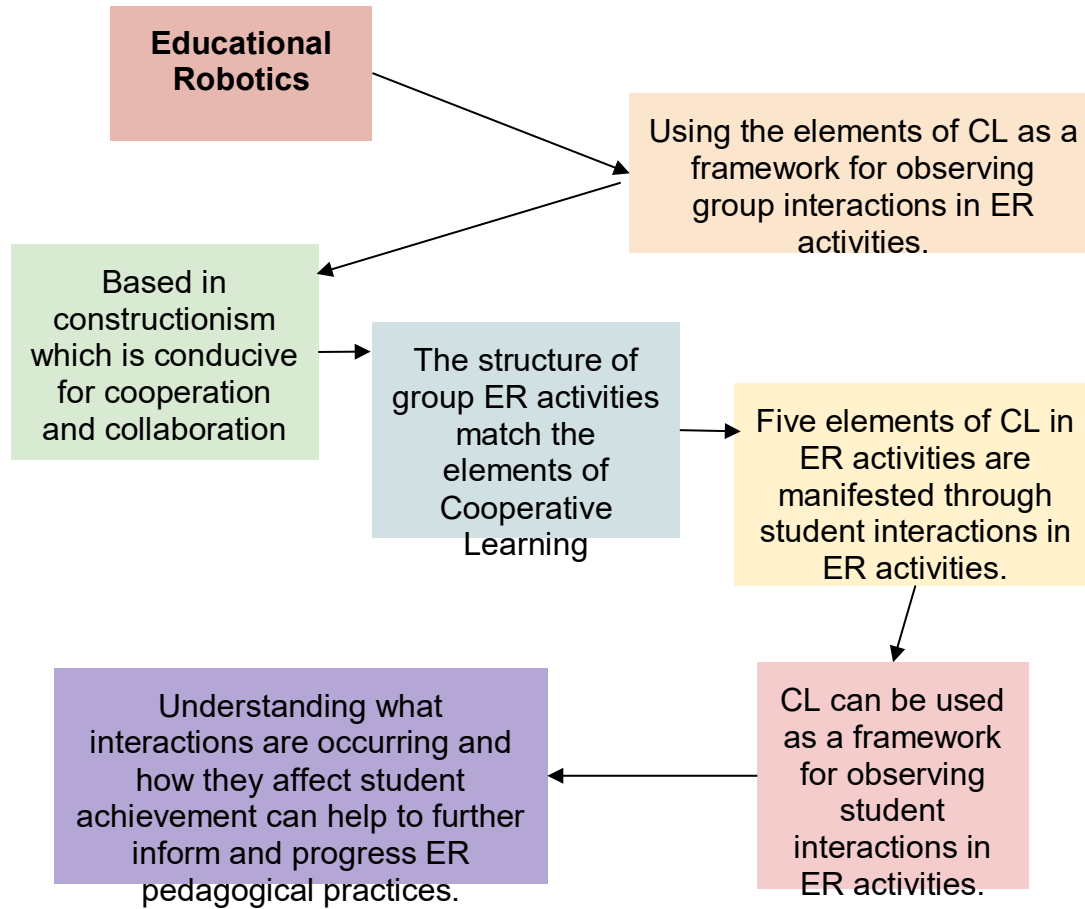 Educational
Robotics
Using the elements of CL as a
framework for observing
group interactions in ER
activities.
Based in
constructionism
which is conducive
for cooperation
and collaboration
The structure of
group ER activities
match the
elements of
Cooperative
Learning
Five elements of CL in
ER activities are
manifested through
student interactions in
ER activities.
CL can be used
as a framework
for observing
student
interactions in
ER activities.
Understanding what
interactions are occurring and
how they affect student
achievement can help to further
inform and progress ER
pedagogical practices.